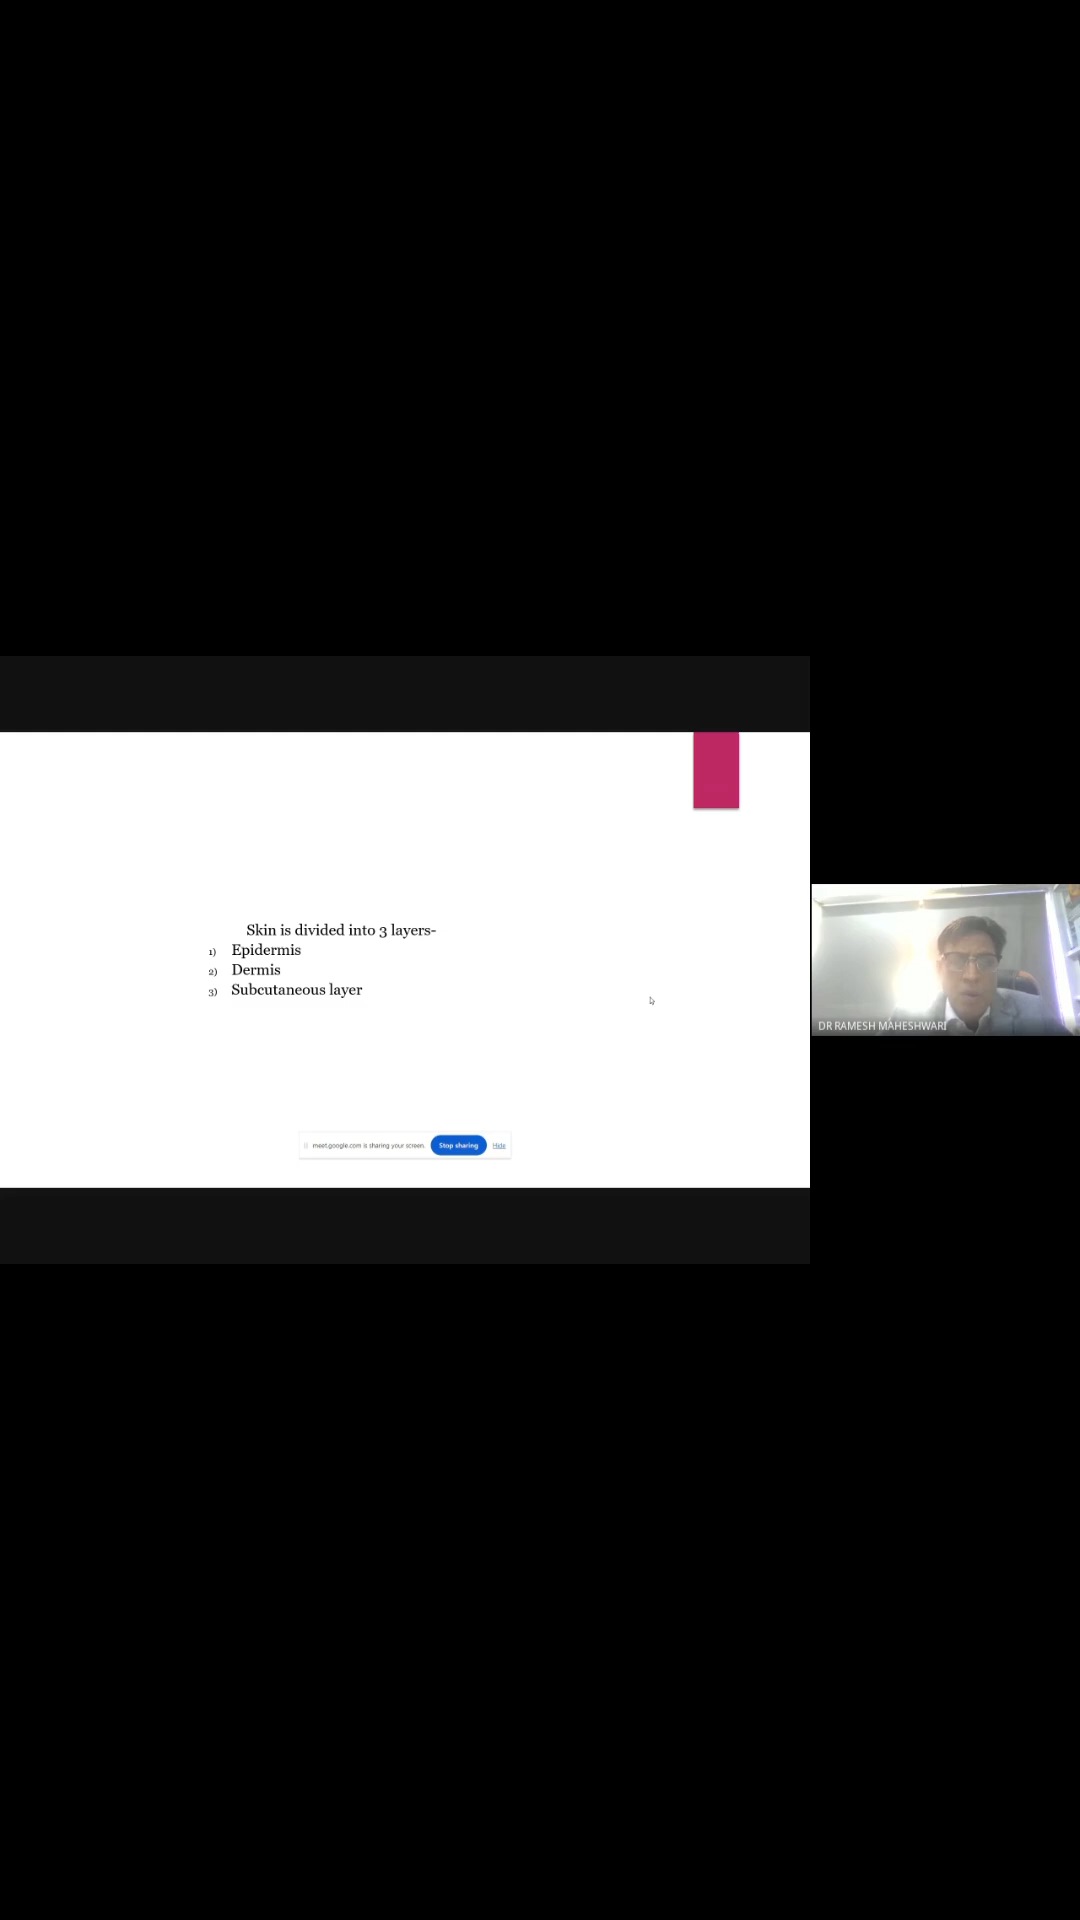 Skin is divided into 3 layers-
1) Epidermis
2) Dermis
3) Subcutaneous layer
DR RAMESH MAHESHWARI
meet.google.com is sharing your screen. Stop sharing Hide